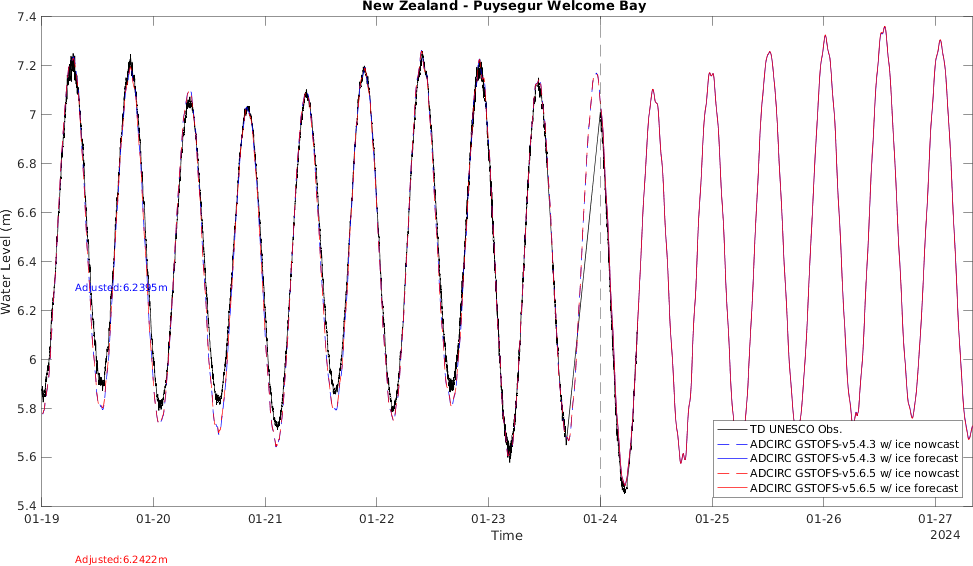 New Zealand - Puysegur Welcome Bay
7.4
7.2
7
6.8
6.6
6.4
6.2
6
5.8
5.6
5.4
Water Level (m)
Adjusted:6.2395m
TD UNESCO Obs.
ADCIRC GSTOFS-v5.4.3 w/ ice nowcast
ADCIRC GSTOFS-v5.4.3 w/ ice forecast
ADCIRC GSTOFS-v5.6.5 w/ ice nowcast
ADCIRC GSTOFS-v5.6.5 w/ ice forecast
01-19 01-20 01-21 01-22 01-23 01-24 01-25 01-26 01-27
Time
2024
Adjusted:6.2422m